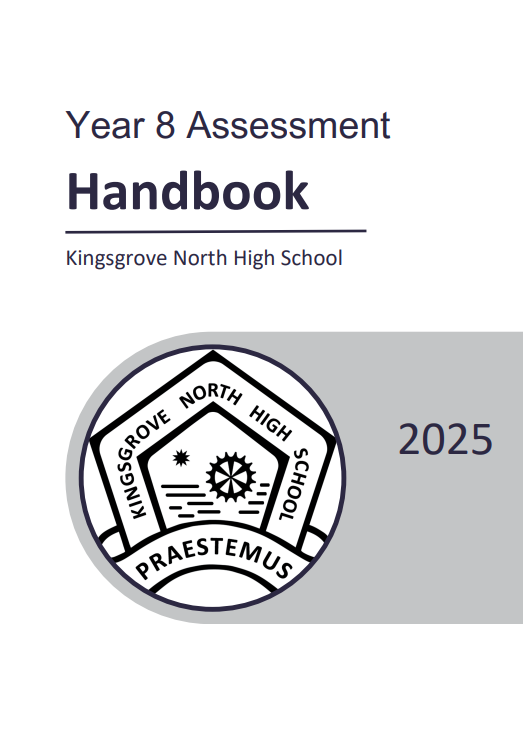 Year 8 Assessment
Handbook
Kingsgrove North High School
KINGSGROVE NORTH HIGH SCHOOL
2025
PRAESTEMUS